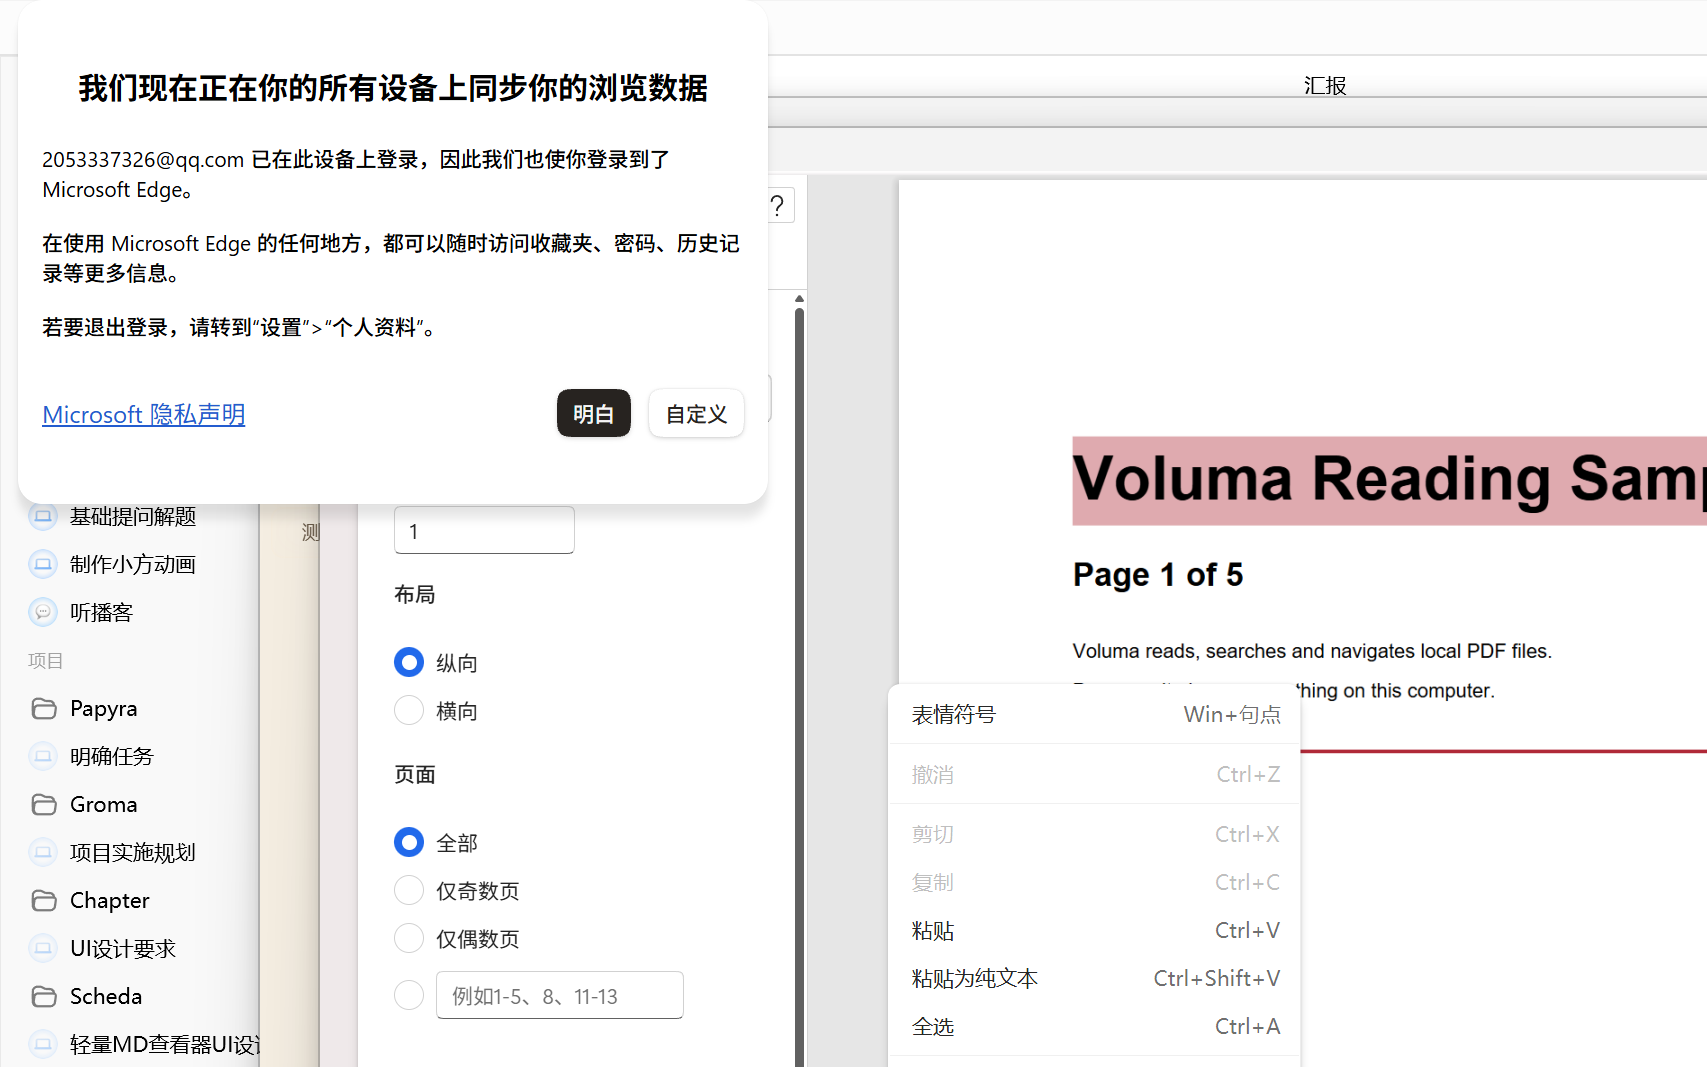 我们现在正在你的所有设备上同步你的浏览数据
2053337326@qq.com 已在此设备上登录，因此我们也使你登录到了
Microsoft Edge。
在使用 Microsoft Edge 的任何地方，都可以随时访问收藏夹、密码、历史记
录等更多信息。
若要退出登录，请转到“设置”>“个人资料”。
Microsoft 隐私声明
明白
自定义
汇报
?
基础提问解题
制作小方动画
听播客
项目
Papyra
明确任务
Groma
项目实施规划
Chapter
UI设计要求
Scheda
轻量MD查看器UI设
测
1
布局
纵向
横向
页面
全部
仅奇数页
仅偶数页
例如1-5、8、11-13
Voluma Reading Samp
Page 1 of 5
Voluma reads, searches and navigates local PDF files.
thing on this computer.
表情符号 Win+句点
撤消 Ctrl+Z
剪切 Ctrl+X
复制 Ctrl+C
粘贴 Ctrl+V
粘贴为纯文本 Ctrl+Shift+V
全选 Ctrl+A